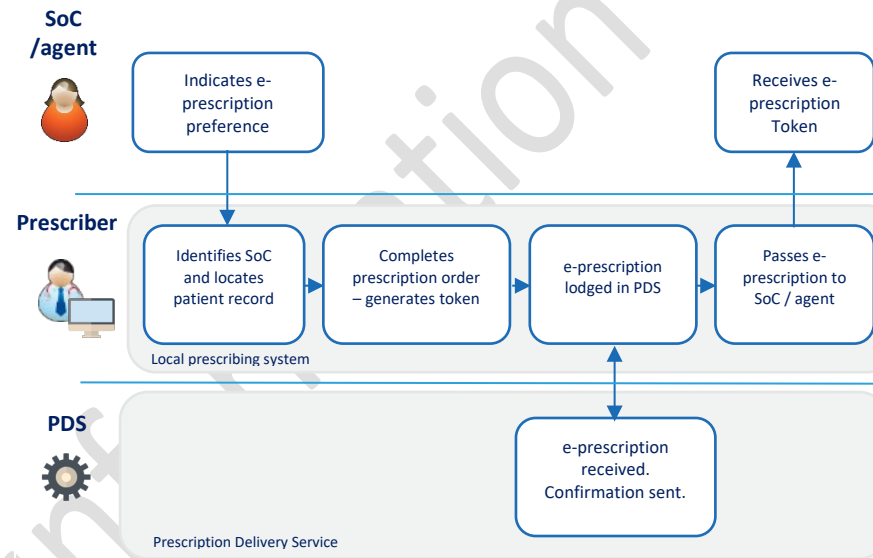 SoC
/agent
Indicates e-
prescription
preference
Receives e-
prescription
Token
Prescriber
Identifies SoC
and locates
patient record
Completes
prescription order
– generates token
e-prescription
lodged in PDS
Passes e-
prescription to
SoC / agent
Local prescribing system
PDS
e-prescription
received.
Confirmation sent.
Prescription Delivery Service